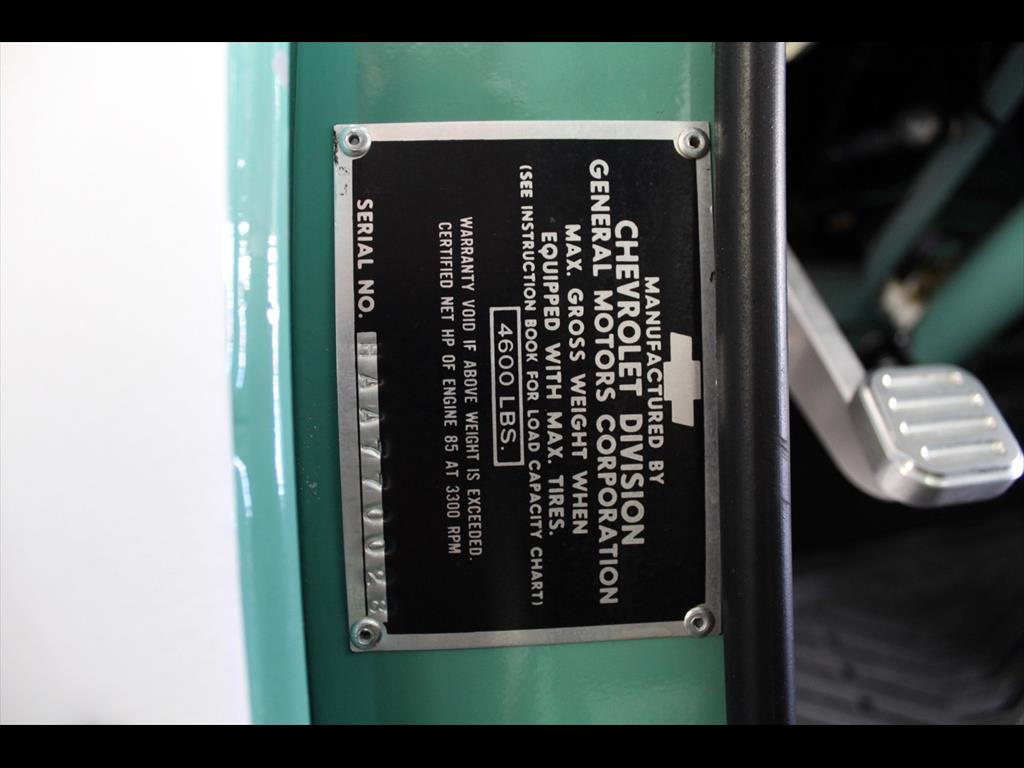 MANUFACTURED BY
CHEVROLET DIVISION
GENERAL MOTORS CORPORATION
MAX. GROSS WEIGHT WHEN
EQUIPPED WITH MAX. TIRES.
(SEE INSTRUCTION BOOK FOR LOAD CAPACITY CHART)
4600 LBS.
WARRANTY VOID IF ABOVE WEIGHT IS EXCEEDED.
CERTIFIED NET HP OF ENGINE 85 AT 3300 RPM
SERIAL NO. HAA770028